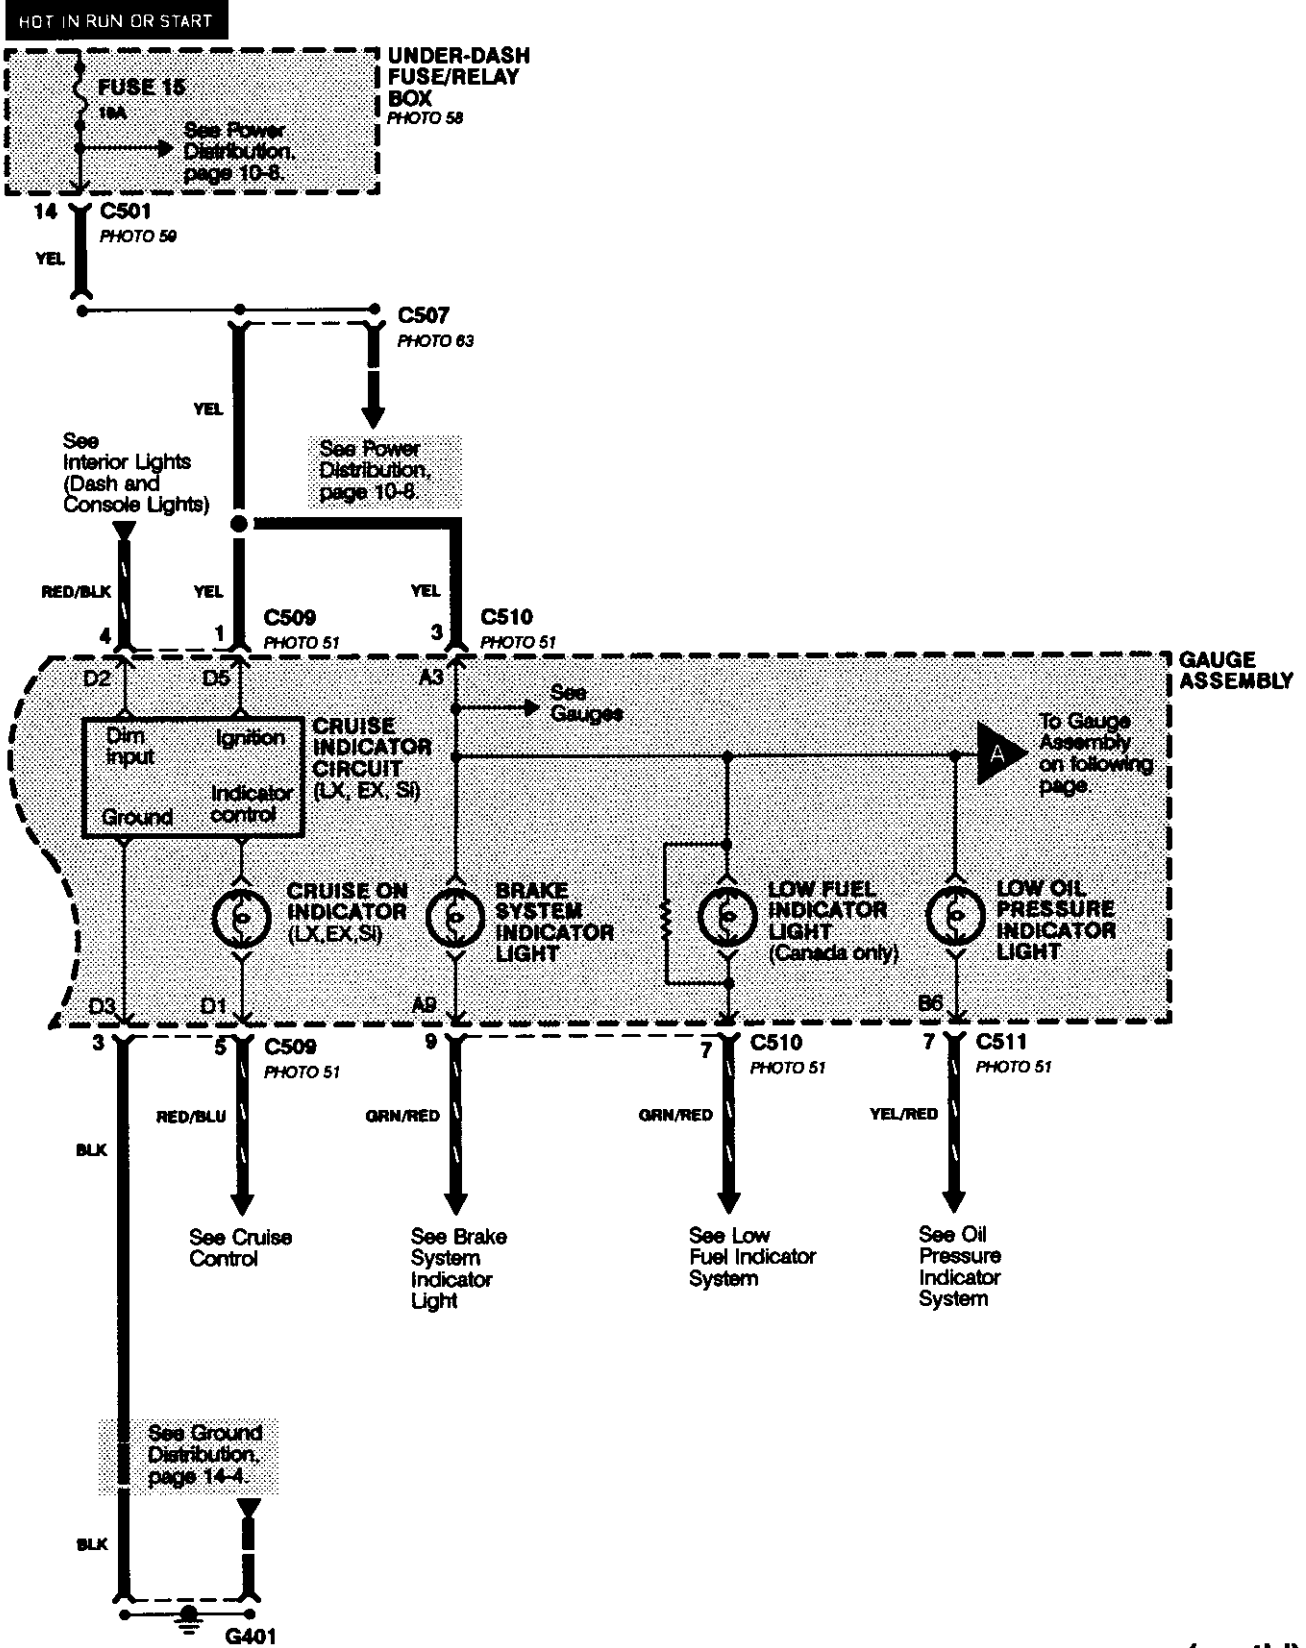 HOT IN RUN OR START
UNDER-DASH
FUSE/RELAY
BOX
PHOTO 58
FUSE 15
See Power
Distribution,
page 10-8.
14
C501
PHOTO 59
YEL
C507
PHOTO 63
YEL
See Power
Distribution,
page 10-8.
See
Interior Lights
(Dash and
Console Lights)
RED/BLK
YEL
YEL
4
1
C509
PHOTO 51
3
C510
PHOTO 51
GAUGE
ASSEMBLY
D2
D5
A3
See
Gauges
To Gauge
Assembly
on following
page.
A
Dim
input
Ignition
Ground
Indicator
control
CRUISE
INDICATOR
CIRCUIT
(LX, EX, Si)
CRUISE ON
INDICATOR
(LX,EX,Si)
BRAKE
SYSTEM
INDICATOR
LIGHT
LOW FUEL
INDICATOR
LIGHT
(Canada only)
LOW OIL
PRESSURE
INDICATOR
LIGHT
D3
D1
A9
B6
3
5
C509
PHOTO 51
9
7
C510
PHOTO 51
7
C511
PHOTO 51
BLK
RED/BLU
GRN/RED
GRN/RED
YEL/RED
See Cruise
Control
See Brake
System
Indicator
Light
See Low
Fuel Indicator
System
See Oil
Pressure
Indicator
System
See Ground
Distribution,
page 14-4.
BLK
G401